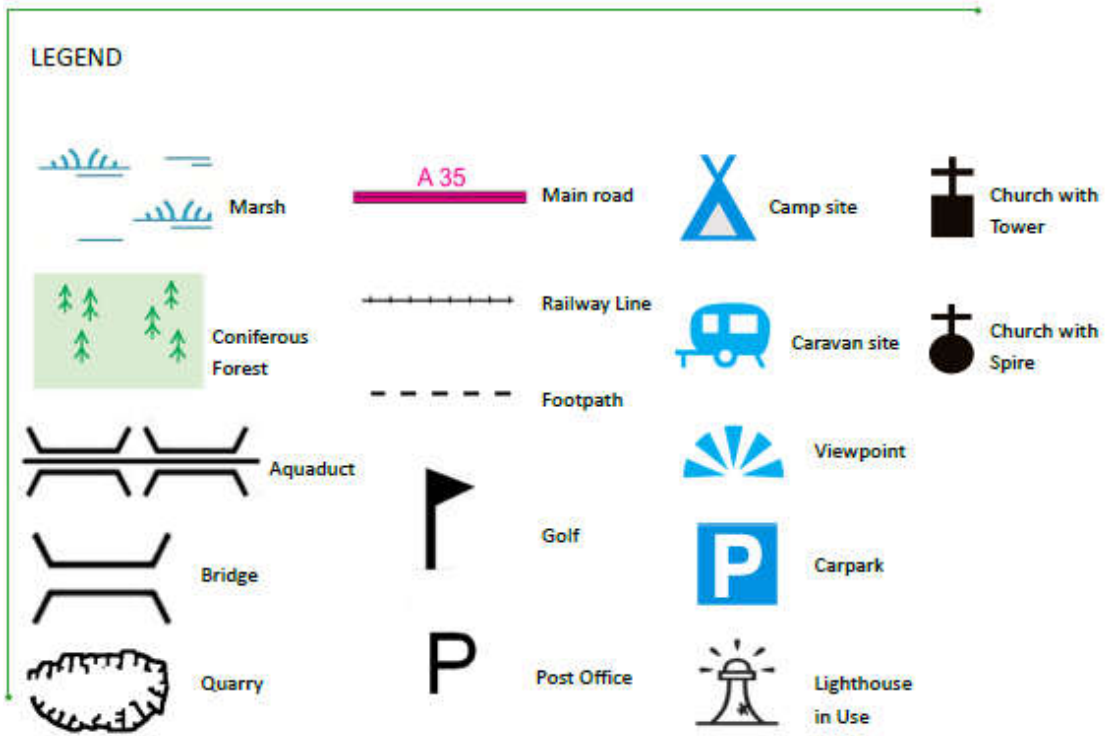 LEGEND
Marsh
Coniferous
Forest
Aquaduct
Bridge
Quarry
A 35
Main road
Railway Line
Footpath
Golf
P
Post Office
Camp site
Caravan site
Viewpoint
P
Carpark
Lighthouse
in Use
Church with
Tower
Church with
Spire